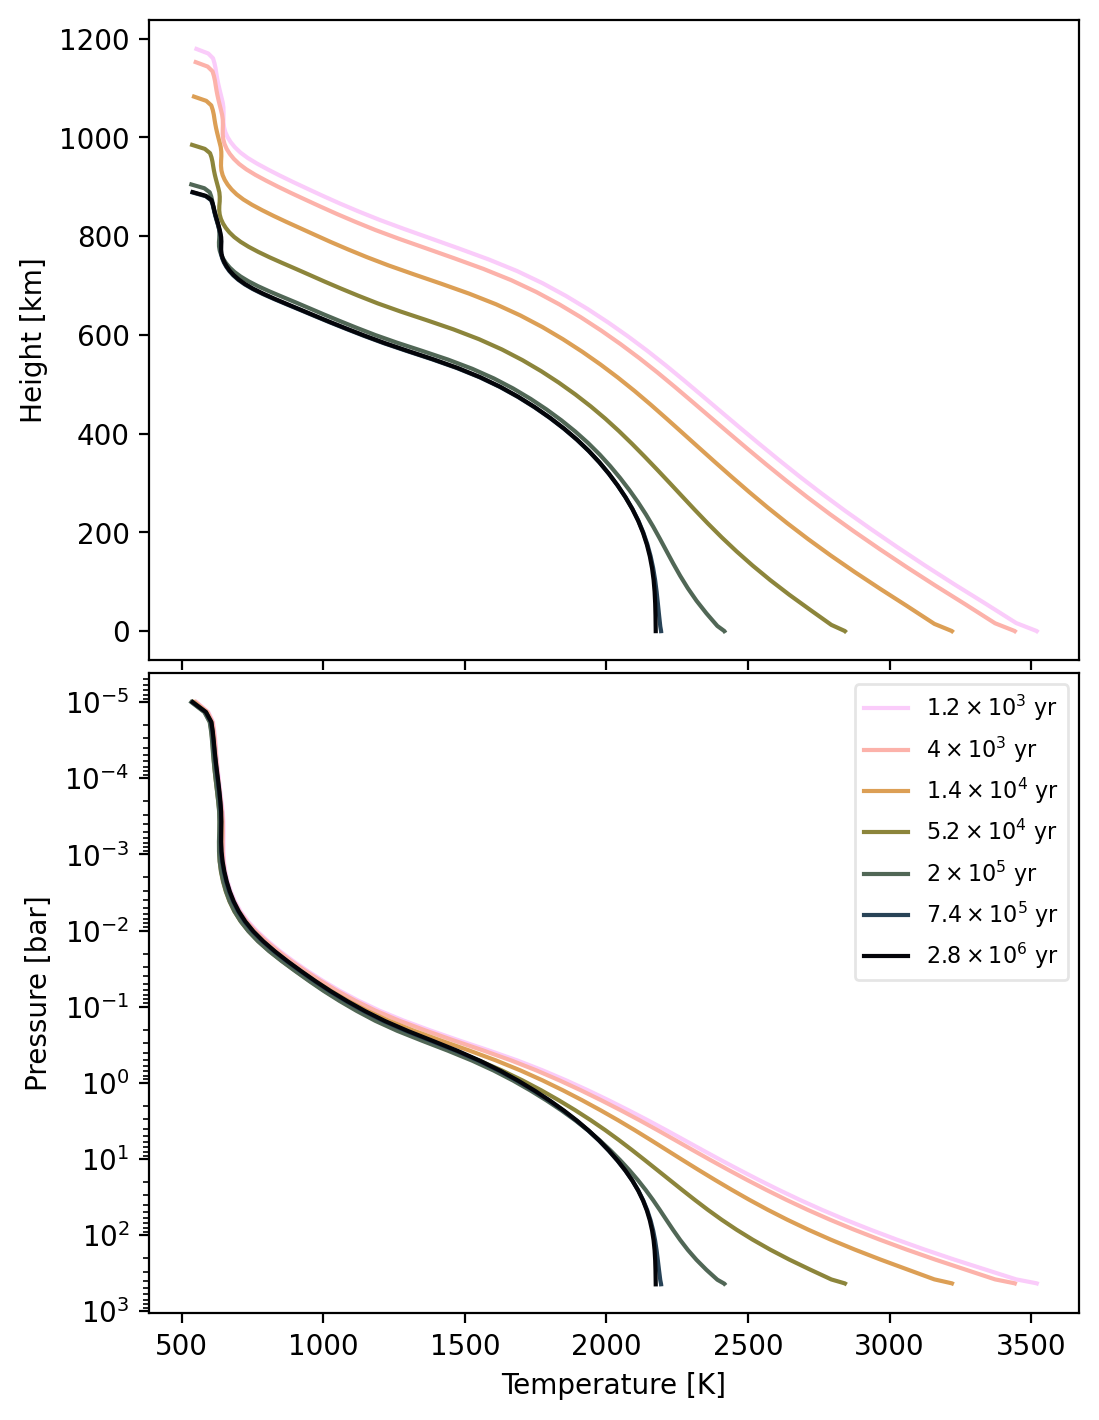 1200
1000
800
600
400
200
0
Height [km]
10⁻⁵
10⁻⁴
10⁻³
10⁻²
10⁻¹
10⁰
10¹
10²
10³
Pressure [bar]
1.2 × 10³ yr
4 × 10³ yr
1.4 × 10⁴ yr
5.2 × 10⁴ yr
2 × 10⁵ yr
7.4 × 10⁵ yr
2.8 × 10⁶ yr
500 1000 1500 2000 2500 3000 3500
Temperature [K]